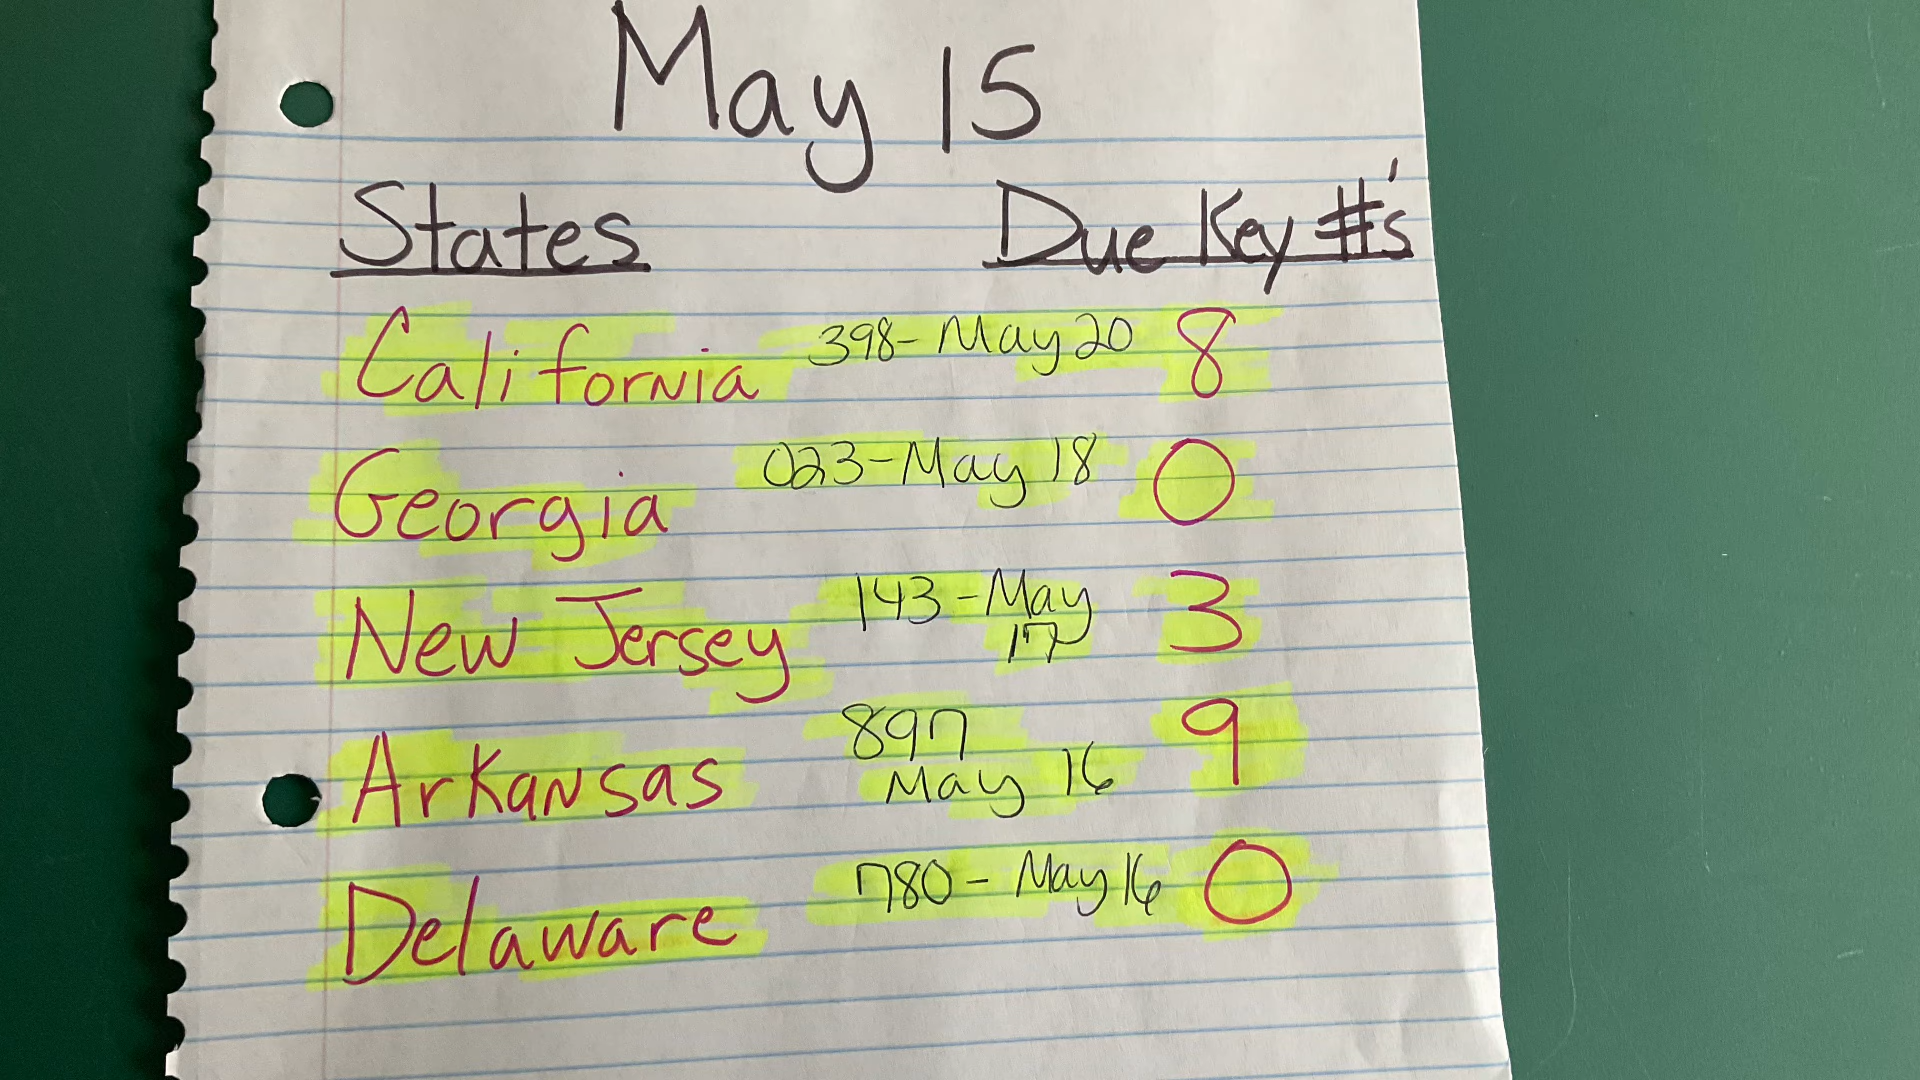 May 15
States Due Key #'s
California 398- May 20 8
Georgia 023-May 18 0
New Jersey 143-May 3
17
Arkansas 897 9
May 16
Delaware 780- May 16 0